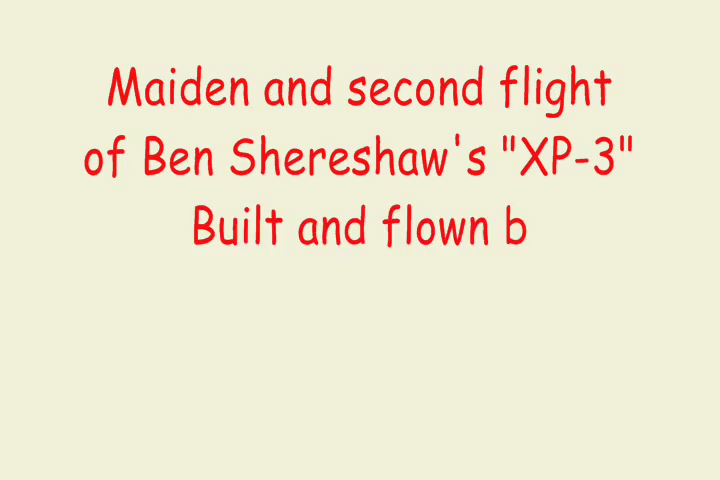 Maiden and second flight
of Ben Shereshaw's "XP-3"
Built and flown b